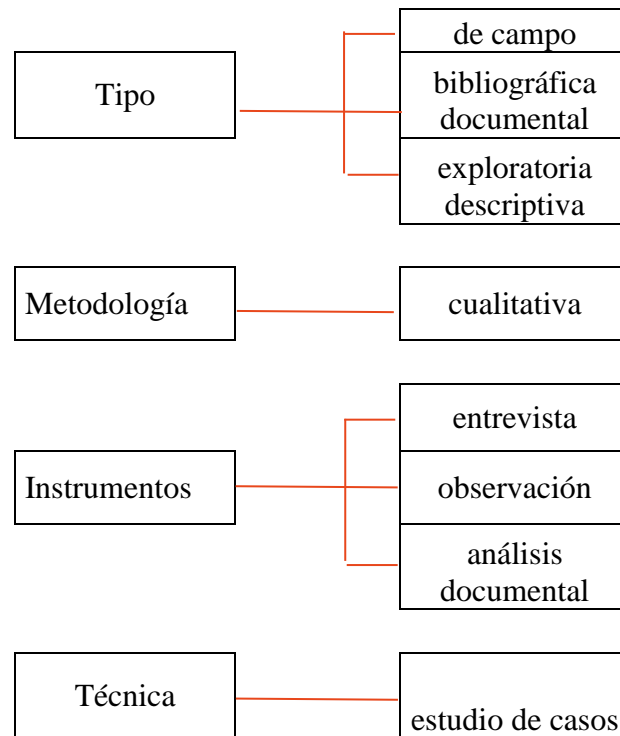 Tipo
de campo
bibliográfica
documental
exploratoria
descriptiva
Metodología
cualitativa
Instrumentos
entrevista
observación
análisis
documental
Técnica
estudio de casos